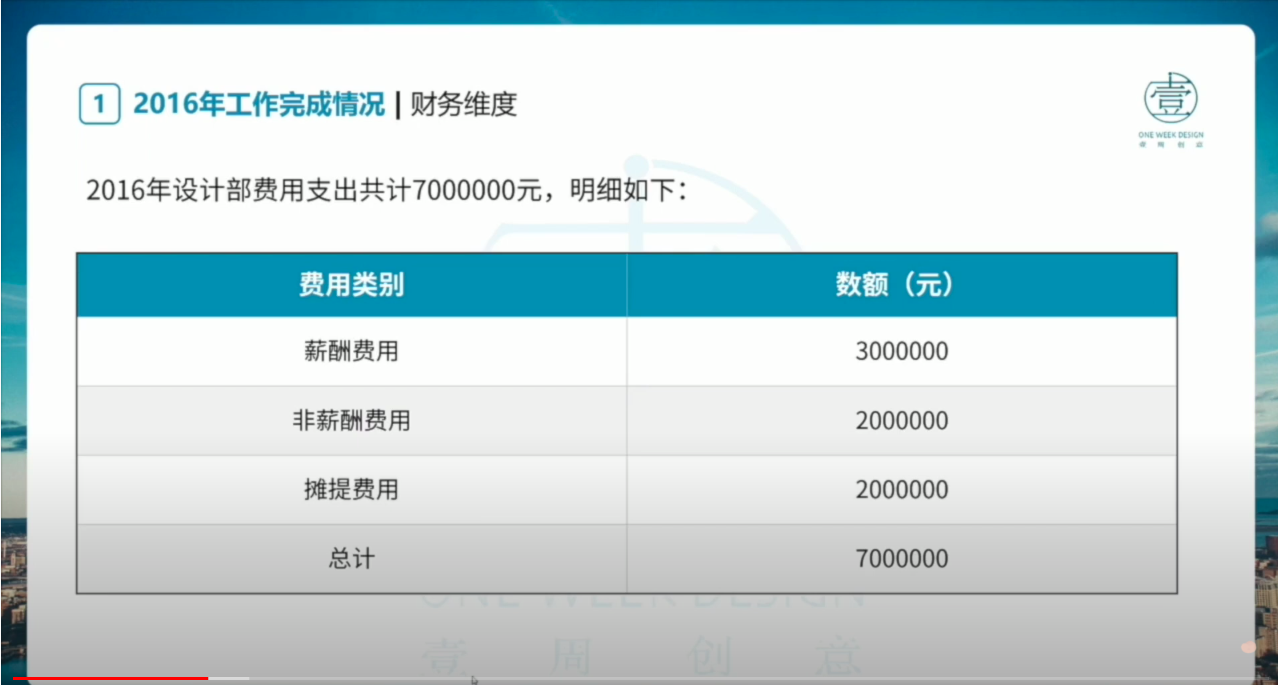 1 2016年工作完成情况 | 财务维度
壹
ONE WEEK DESIGN
壹 周 创 意
2016年设计部费用支出共计7000000元，明细如下：
费用类别 数额（元）
薪酬费用 3000000
非薪酬费用 2000000
摊提费用 2000000
总计 7000000
ONE WEEK DESIGN
壹 周 创 意